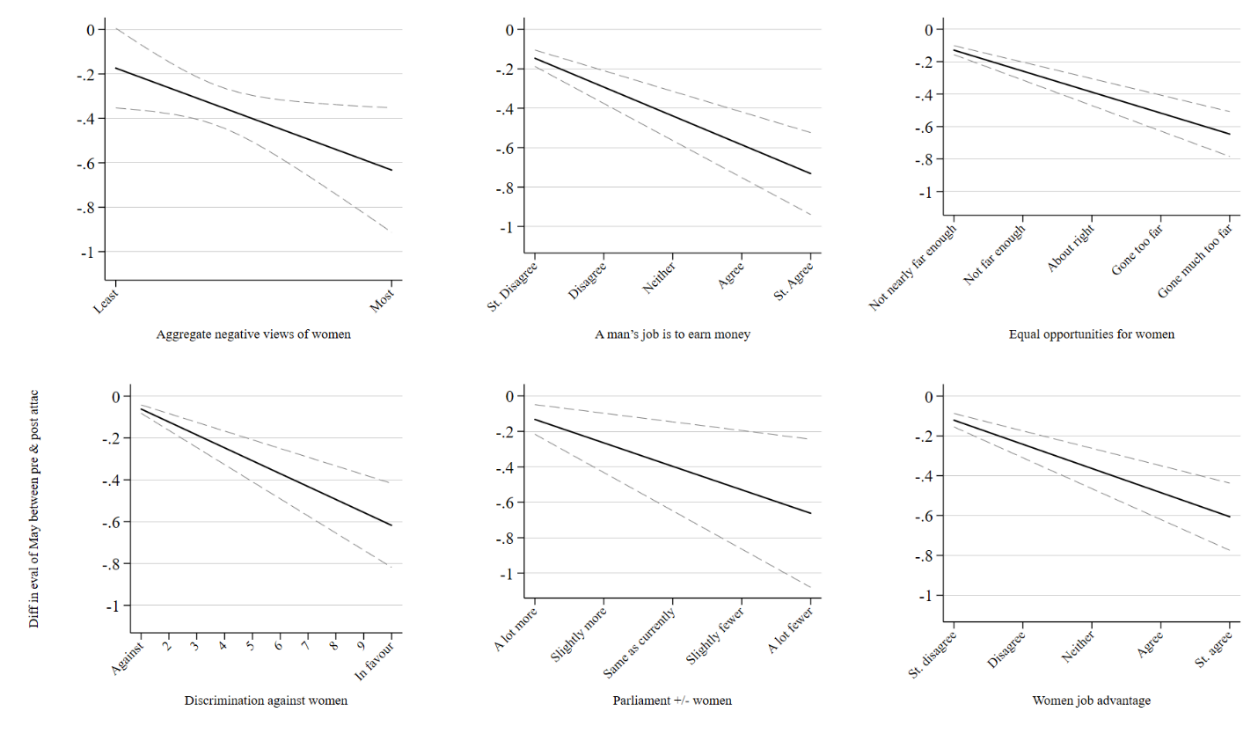 0
-.2
-.4
-.6
-.8
-1
Least
Most
Aggregate negative views of women
0
-.2
-.4
-.6
-.8
-1
St. Disagree
Disagree
Neither
Agree
St. Agree
A man's job is to earn money
0
-.2
-.4
-.6
-.8
-1
Not nearly far enough
Not far enough
About right
Gone too far
Gone much too far
Equal opportunities for women
Diff in eval of May between pre & post attac
0
-.2
-.4
-.6
-.8
-1
Against
2
3
4
5
6
7
8
9
In favour
Discrimination against women
0
-.2
-.4
-.6
-.8
-1
A lot more
Slightly more
Same as currently
Slightly fewer
A lot fewer
Parliament +/- women
0
-.2
-.4
-.6
-.8
-1
St. disagree
Disagree
Neither
Agree
St. agree
Women job advantage